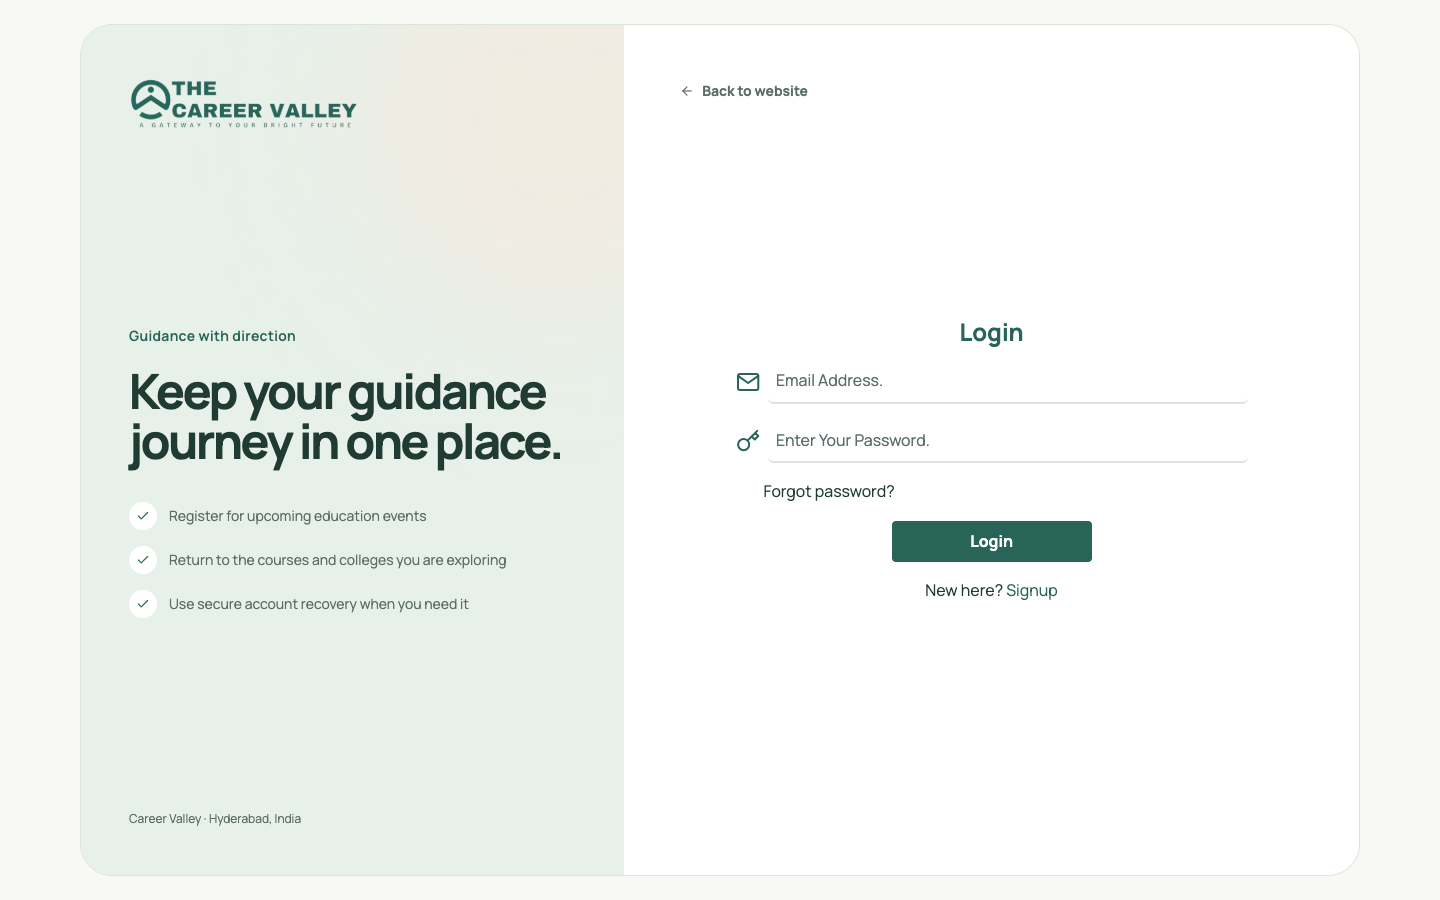 THE
CAREER VALLEY
A GATEWAY TO YOUR BRIGHT FUTURE
Guidance with direction
Keep your guidance
journey in one place.
Register for upcoming education events
Return to the courses and colleges you are exploring
Use secure account recovery when you need it
Career Valley · Hyderabad, India
Back to website
Login
Email Address.
Enter Your Password.
Forgot password?
Login
New here? Signup